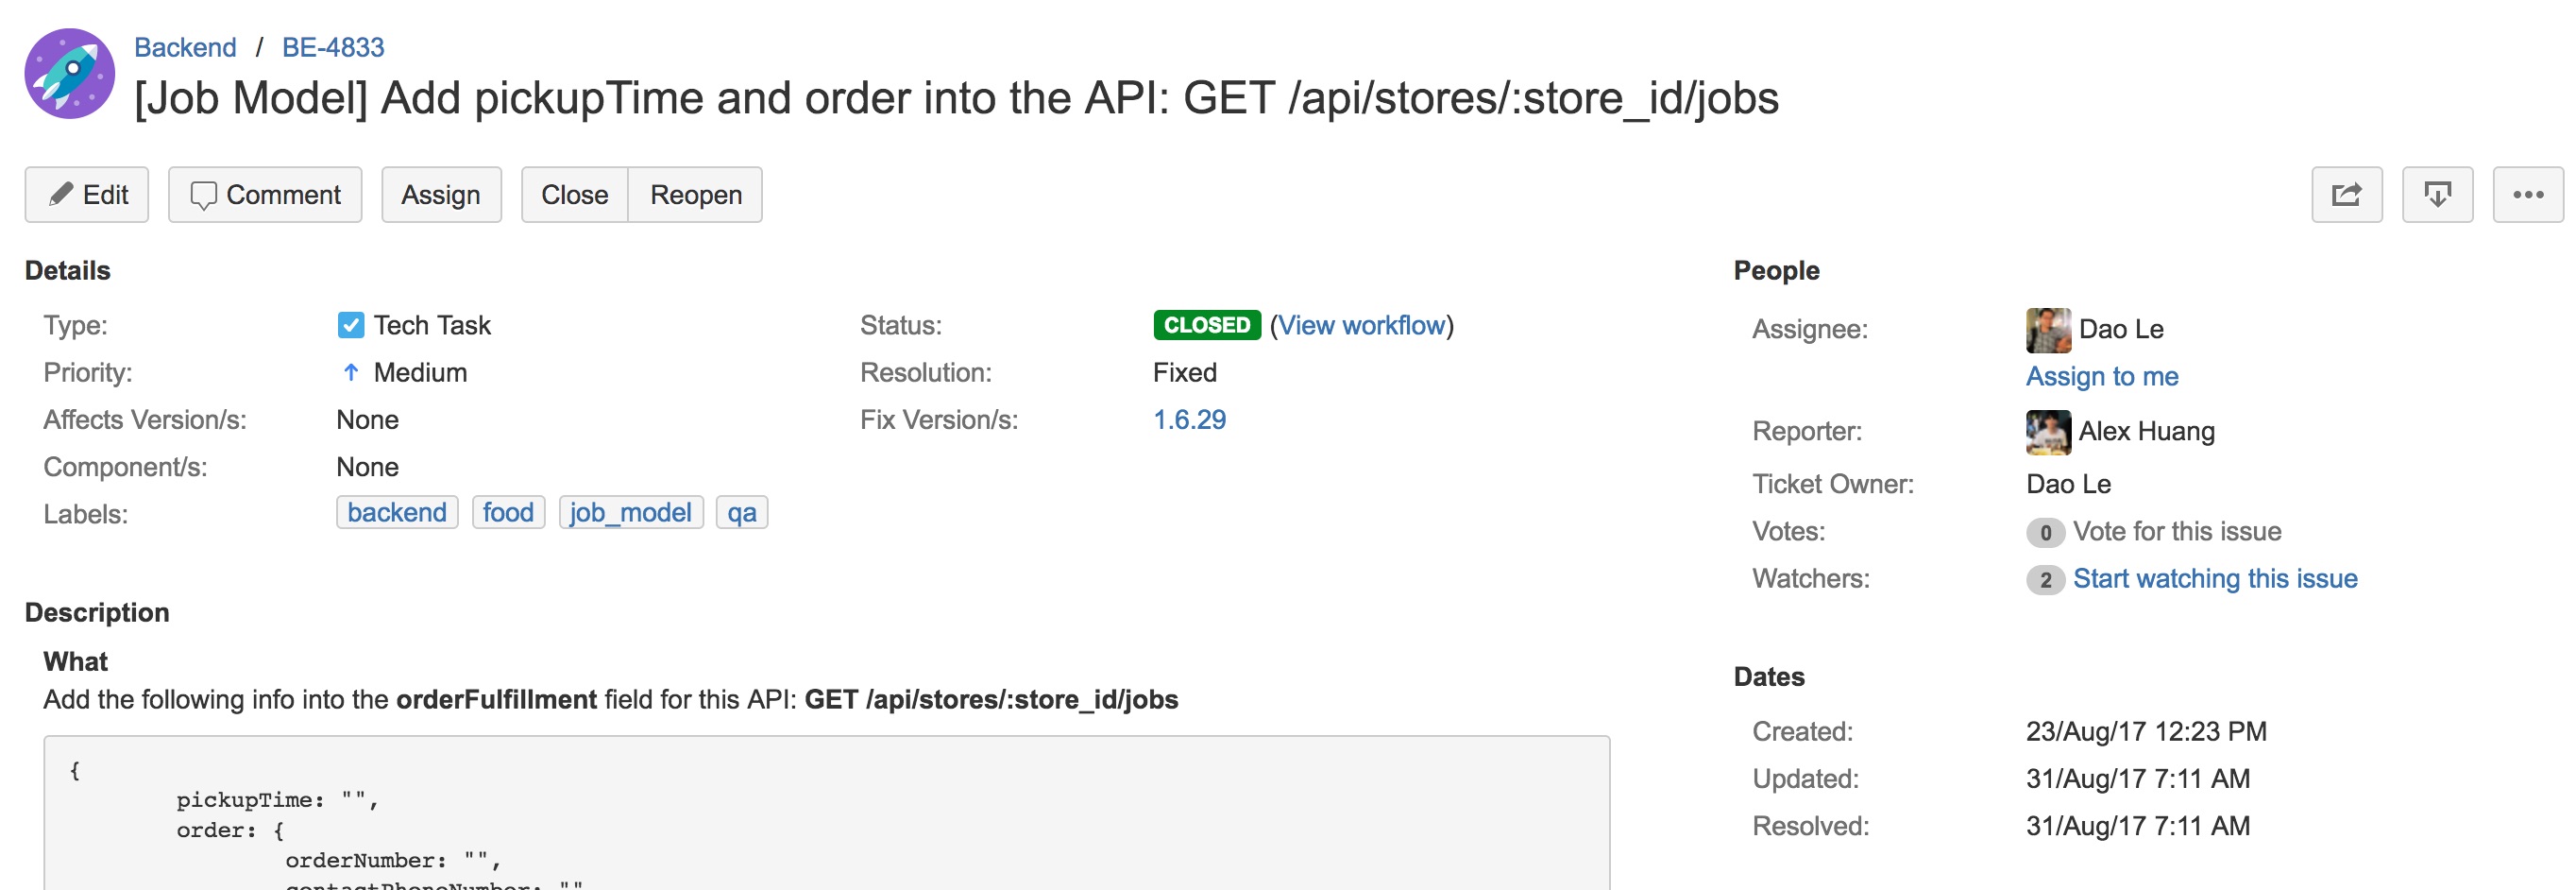 Backend / BE-4833
[Job Model] Add pickupTime and order into the API: GET /api/stores/:store_id/jobs
Edit Comment Assign Close Reopen
Details
Type: Tech Task
Priority: Medium
Affects Version/s: None
Component/s: None
Labels: backend food job_model qa
Status: CLOSED (View workflow)
Resolution: Fixed
Fix Version/s: 1.6.29
Description
What
Add the following info into the orderFulfillment field for this API: GET /api/stores/:store_id/jobs
{
pickupTime: "",
order: {
orderNumber: "",
contactPhoneNumber: ""
People
Assignee: Dao Le
Assign to me
Reporter: Alex Huang
Ticket Owner: Dao Le
Votes: 0 Vote for this issue
Watchers: 2 Start watching this issue
Dates
Created: 23/Aug/17 12:23 PM
Updated: 31/Aug/17 7:11 AM
Resolved: 31/Aug/17 7:11 AM